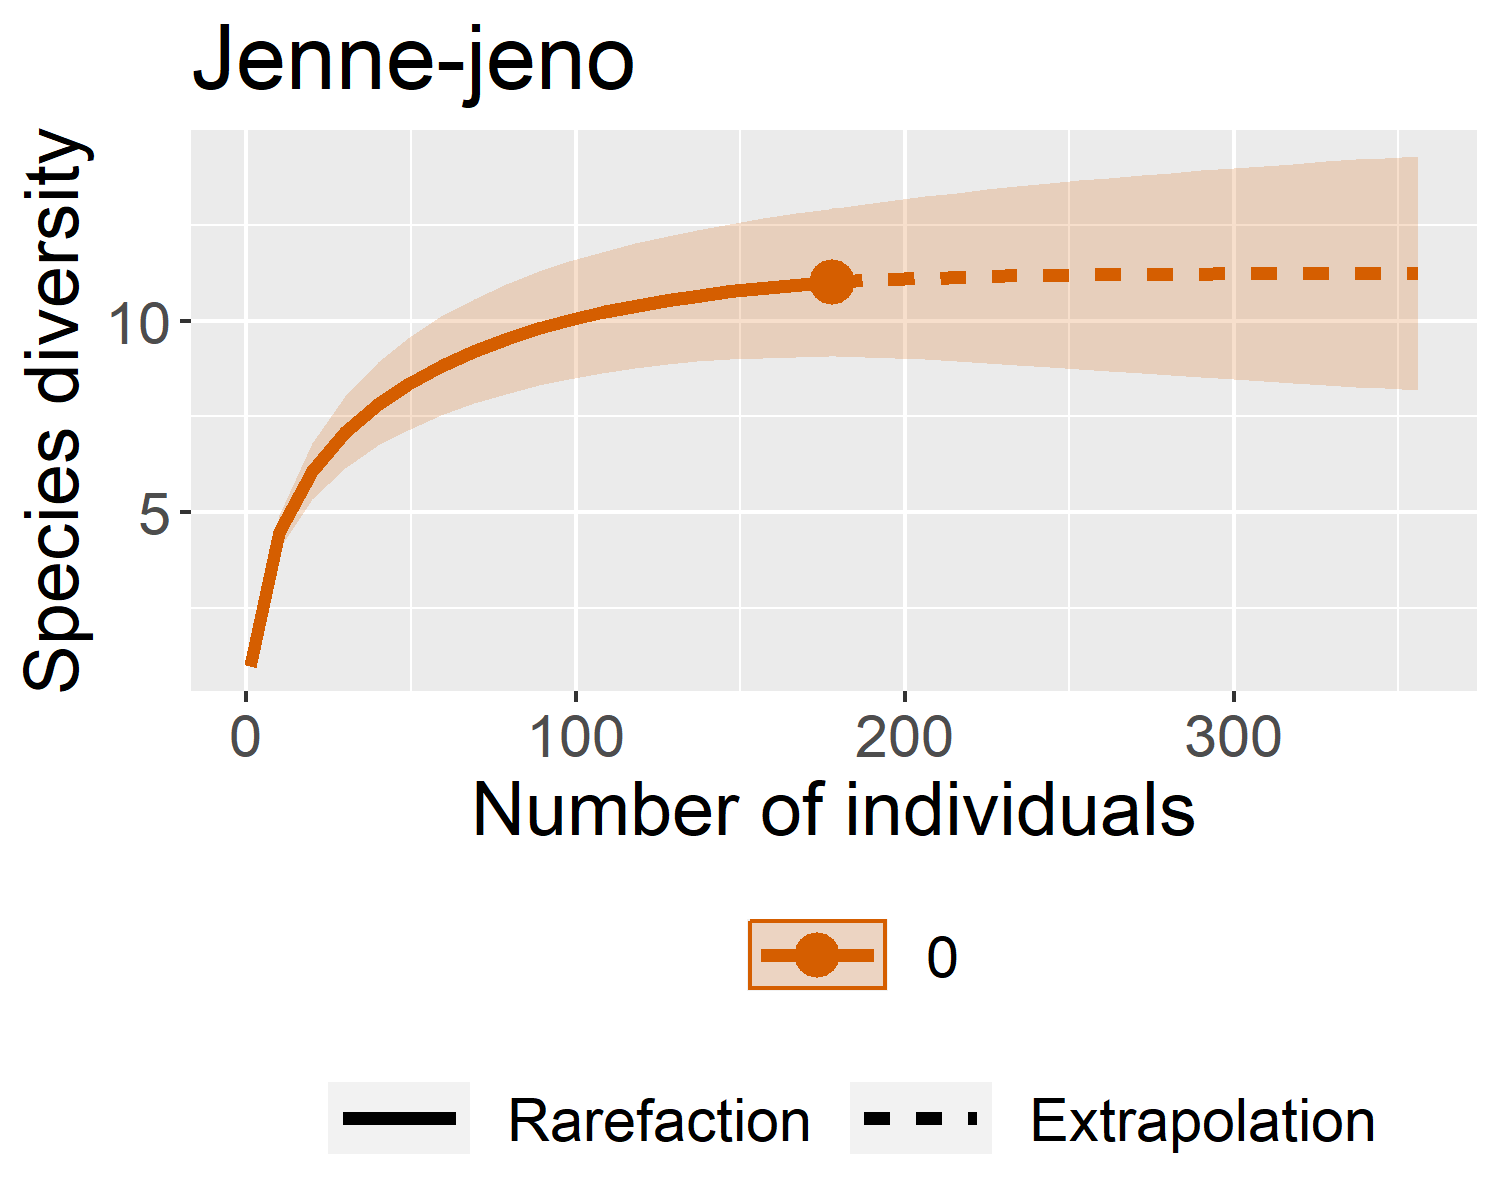 Jenne-jeno
Species diversity
10
5
0 100 200 300
Number of individuals
0
Rarefaction Extrapolation